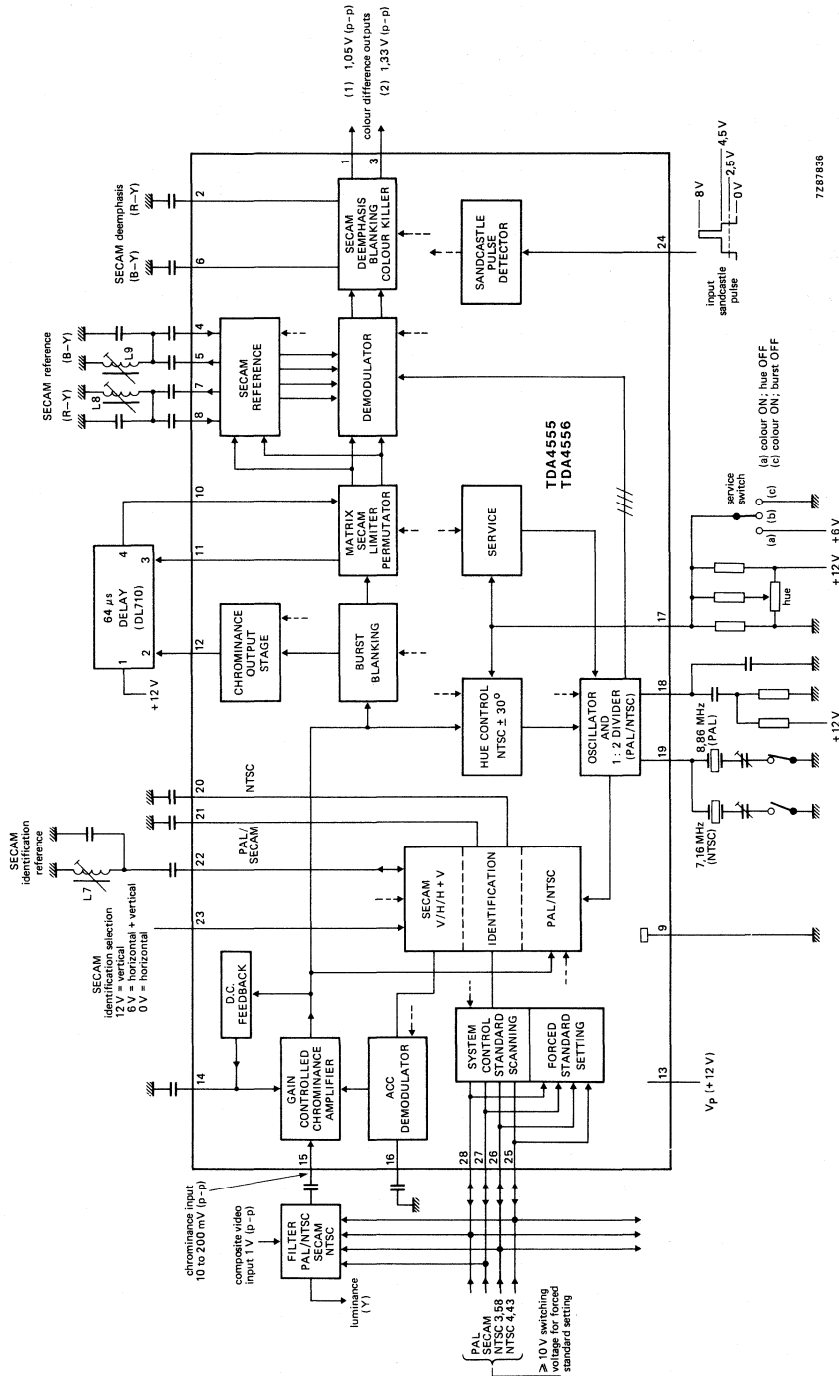 SECAM
identification
reference
L7
SECAM
identification selection
12 V = vertical
6 V = horizontal + vertical
0 V = horizontal
14
23
22
PAL/
SECAM
21
20
NTSC
+12 V
1
2
64 µs
DELAY
(DL710)
3
4
12
11
10
SECAM reference
(R–Y)
(B–Y)
L8
L9
8
7
5
4
SECAM deemphasis
(B–Y)
(R–Y)
6
2
chrominance input
10 to 200 mV (p-p)
composite video
input 1 V (p-p)
FILTER
PAL/NTSC
SECAM
NTSC
luminance
(Y)
15
16
GAIN
CONTROLLED
CHROMINANCE
AMPLIFIER
D.C.
FEEDBACK
ACC
DEMODULATOR
CHROMINANCE
OUTPUT
STAGE
BURST
BLANKING
MATRIX
SECAM
LIMITER
PERMUTATOR
SECAM
REFERENCE
DEMODULATOR
SECAM
DEEMPHASIS
BLANKING
COLOUR KILLER
1
3
(1) 1,05 V (p-p)
colour difference outputs
(2) 1,33 V (p-p)
SECAM
V/H/H + V
IDENTIFICATION
PAL/NTSC
HUE CONTROL
NTSC ± 30°
SERVICE
SANDCASTLE
PULSE
DETECTOR
TDA4555
TDA4556
PAL
SECAM
NTSC 3,58
NTSC 4,43
⩾ 10 V switching
voltage for forced
standard setting
28
27
26
25
SYSTEM
CONTROL
STANDARD
SCANNING
FORCED
STANDARD
SETTING
OSCILLATOR
AND
1 : 2 DIVIDER
(PAL/NTSC)
13
Vp (+ 12 V)
9
19
18
17
24
7,16 MHz
(NTSC)
8,86 MHz
(PAL)
+12 V
hue
+12 V
+6 V
service
switch
(a)
(b)
(c)
(a) colour ON; hue OFF
(c) colour ON; burst OFF
input
sandcastle
pulse
8 V
4,5 V
2,5 V
0 V
7Z87836